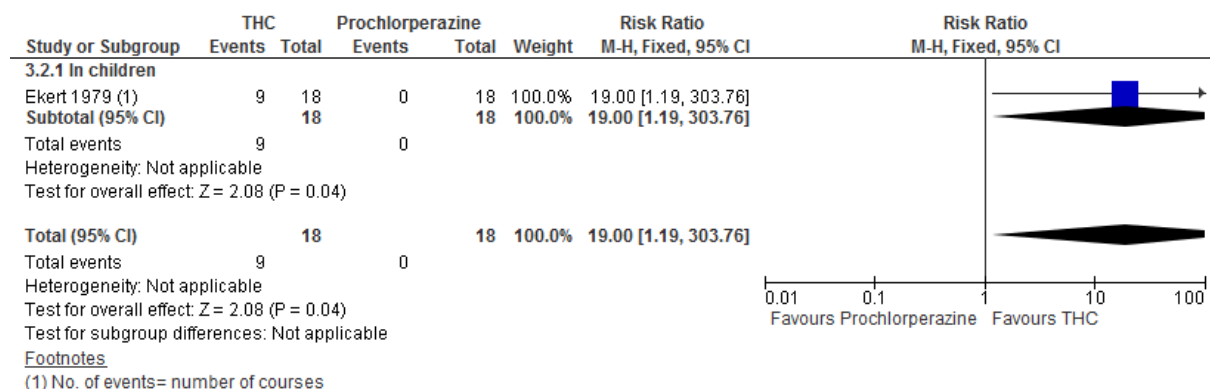 THC Prochlorperazine Risk Ratio Risk Ratio
Study or Subgroup Events Total Events Total Weight M-H, Fixed, 95% CI M-H, Fixed, 95% CI
3.2.1 In children
Ekert 1979 (1) 9 18 0 18 100.0% 19.00 [1.19, 303.76]
Subtotal (95% CI) 18 18 100.0% 19.00 [1.19, 303.76]
Total events 9 0
Heterogeneity: Not applicable
Test for overall effect: Z = 2.08 (P = 0.04)
Total (95% CI) 18 18 100.0% 19.00 [1.19, 303.76]
Total events 9 0
Heterogeneity: Not applicable
Test for overall effect: Z = 2.08 (P = 0.04)
Test for subgroup differences: Not applicable
0.01 0.1 1 10 100
Favours Prochlorperazine Favours THC
Footnotes
(1) No. of events= number of courses